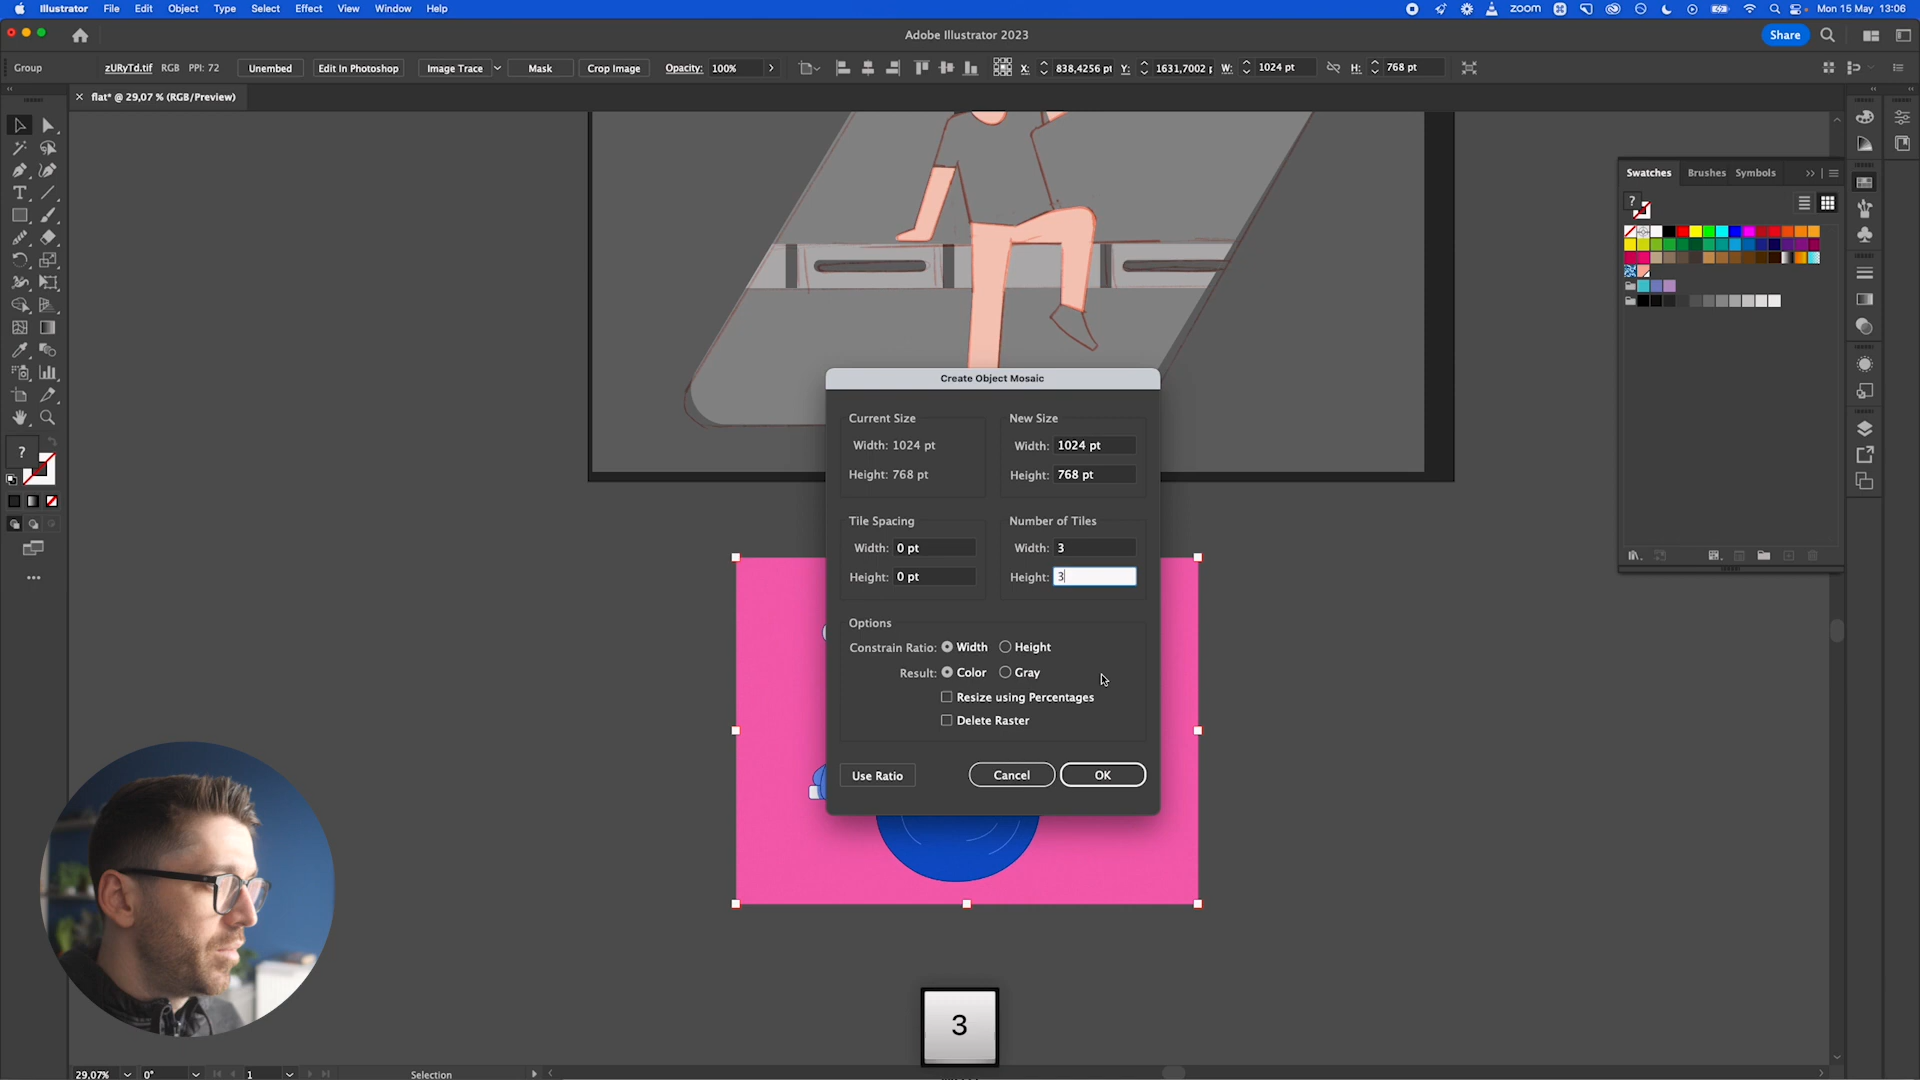 Illustrator File Edit Object Type Select Effect View Window Help
zoom
Mon 15 May 13:06
Adobe Illustrator 2023
Share
Group
zURyTd.tif RGB PPI: 72
Unembed
Edit In Photoshop
Image Trace
Mask
Crop Image
Opacity: 100%
X: 838,4256 pt
Y: 1631,7002 p
W: 1024 pt
H: 768 pt
× flat* @ 29,07 % (RGB/Preview)
Swatches Brushes Symbols
?
?
Create Object Mosaic
Current Size
Width: 1024 pt
Height: 768 pt
New Size
Width: 1024 pt
Height: 768 pt
Tile Spacing
Width: 0 pt
Height: 0 pt
Number of Tiles
Width: 3
Height: 3
Options
Constrain Ratio: Width Height
Result: Color Gray
Resize using Percentages
Delete Raster
Use Ratio
Cancel
OK
3
29,07%
0°
1
Selection